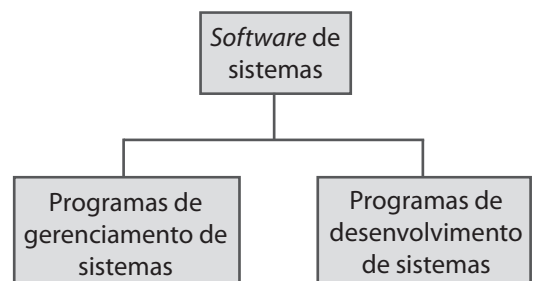 Software de
sistemas
Programas de
gerenciamento de
sistemas
Programas de
desenvolvimento
de sistemas